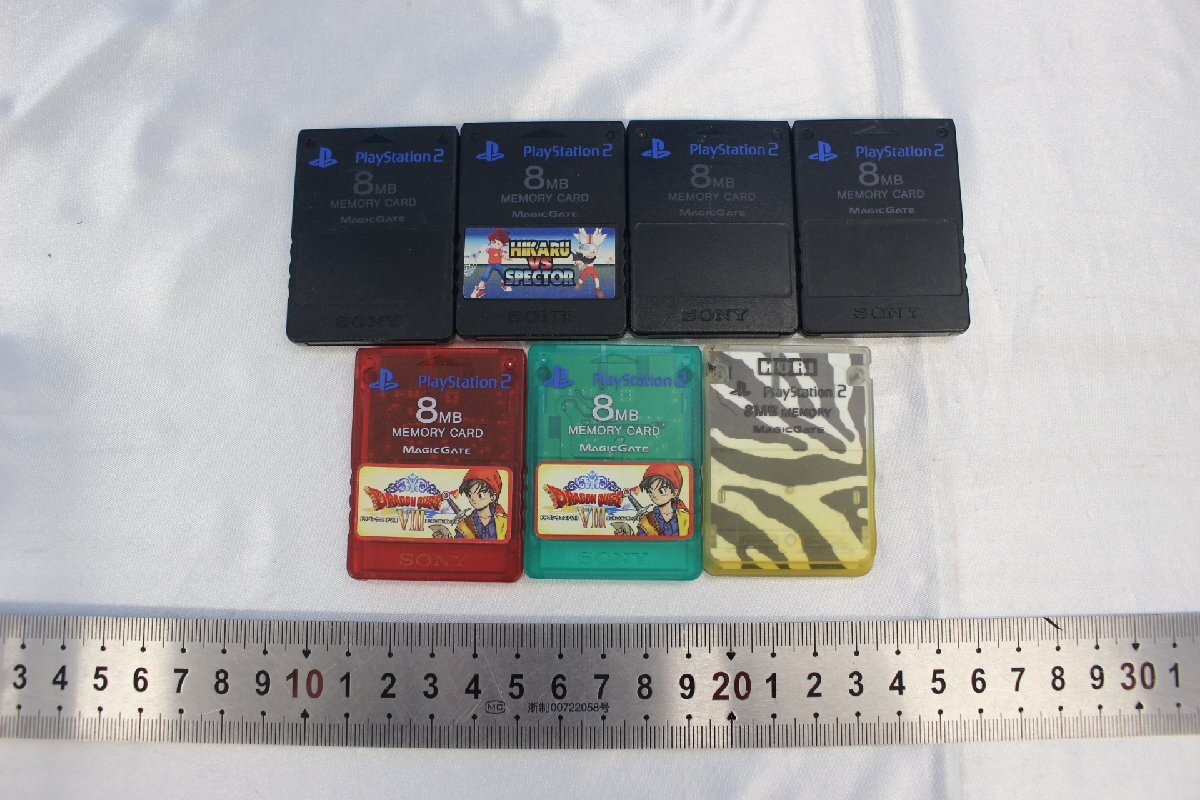 PlayStation 2
8MB
MEMORY CARD
MAGICGATE
SONY
PlayStation 2
8MB
MEMORY CARD
MAGICGATE
HIKARU
VS
SPECTOR
SONY
PlayStation 2
8MB
MEMORY CARD
MAGICGATE
SONY
PlayStation 2
8MB
MEMORY CARD
MAGICGATE
SONY
PlayStation 2
8MB
MEMORY CARD
MAGICGATE
DRAGON QUEST
VIII
SONY
PlayStation 2
8MB
MEMORY CARD
MAGICGATE
DRAGON QUEST
VIII
SONY
HORI
PlayStation 2
8MB MEMORY
MAGICGATE
3 4 5 6 7 8 9 10 1 2 3 4 5 6 7 8 9 20 1 2 3 4 5 6 7 8 9 30 1
MC 浙制00722058号